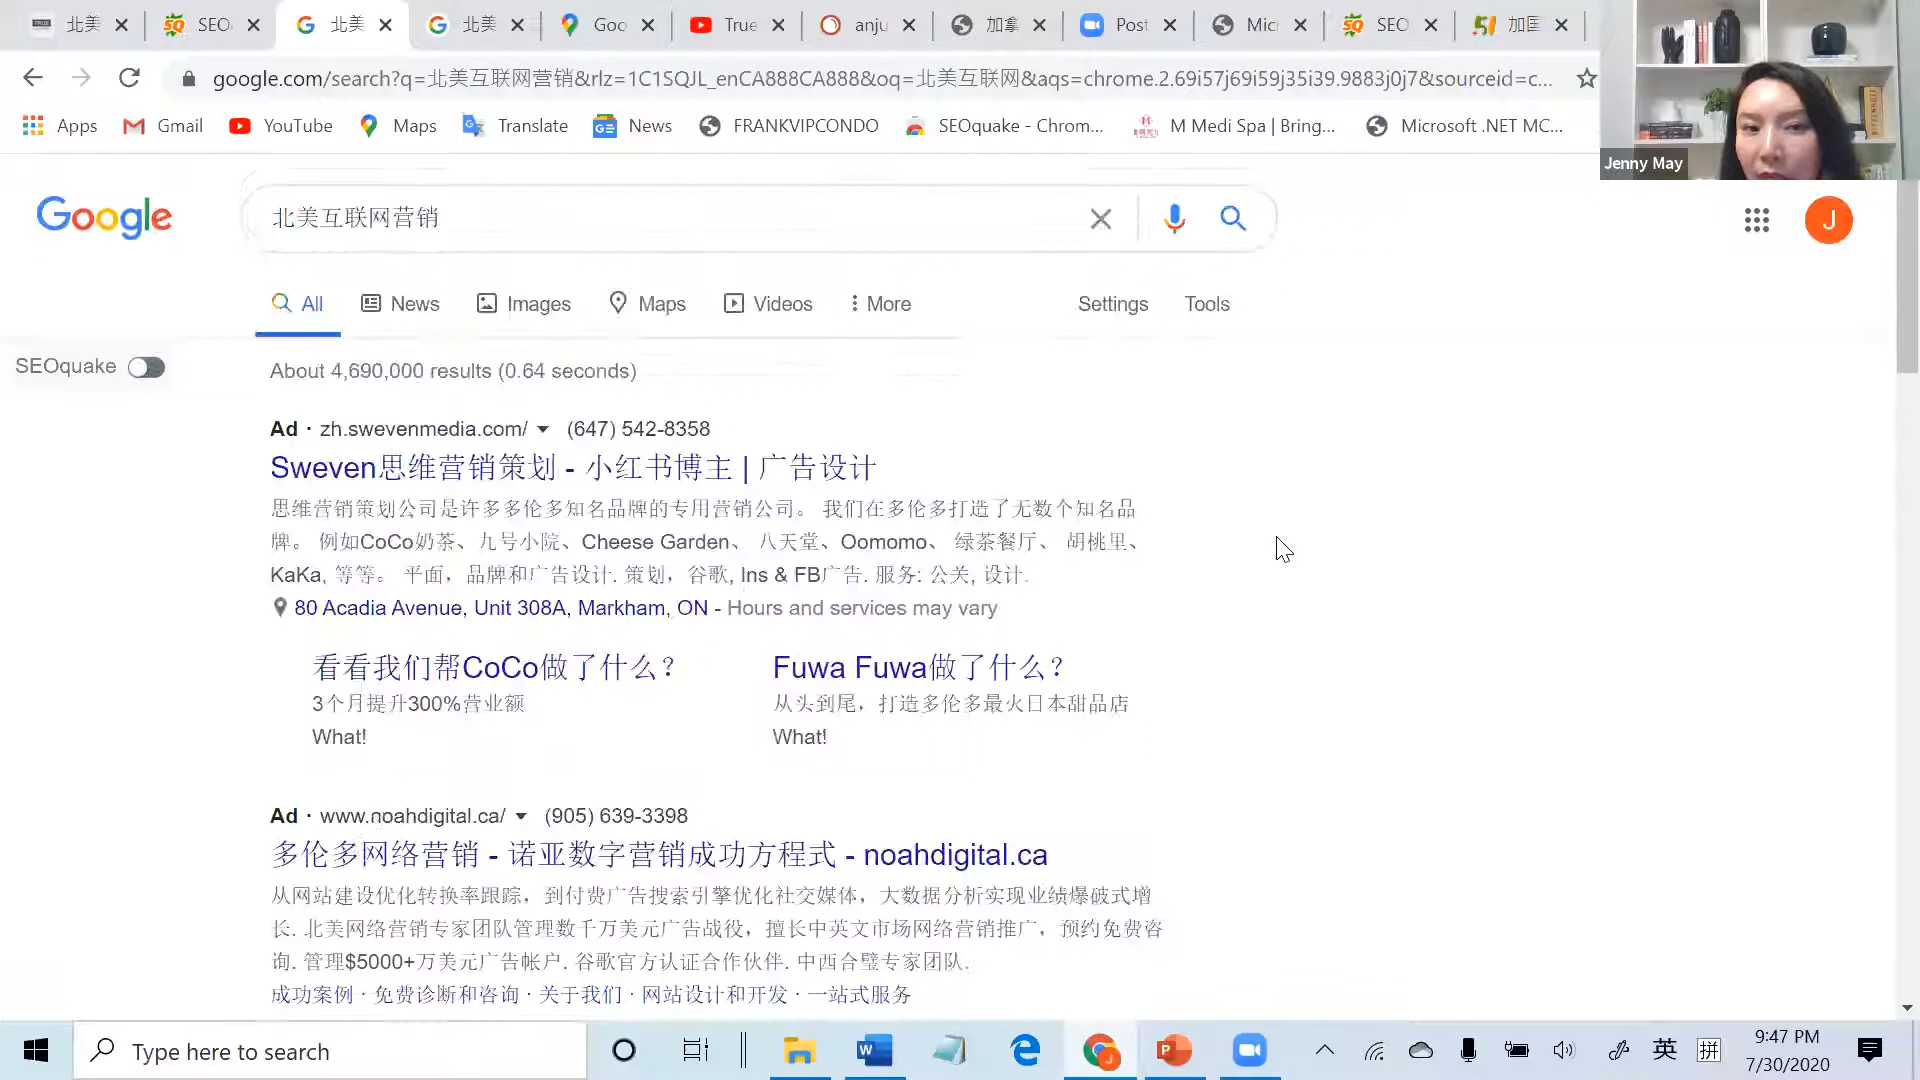 北美
SEO
北美
北美
Goo
True
anju
加拿
Post
Mic
SEO
加国
google.com/search?q=北美互联网营销&rlz=1C1SQJL_enCA888CA888&oq=北美互联网&aqs=chrome.2.69i57j69i59j35i39.9883j0j7&sourceid=c...
Apps
Gmail
YouTube
Maps
Translate
News
FRANKVIPCONDO
SEOquake - Chrom...
M Medi Spa | Bring...
Microsoft .NET MC...
Jenny May
Google
北美互联网营销
J
All
News
Images
Maps
Videos
More
Settings
Tools
SEOquake
About 4,690,000 results (0.64 seconds)
Ad · zh.swevenmedia.com/ (647) 542-8358
Sweven思维营销策划 - 小红书博主 | 广告设计
思维营销策划公司是许多多伦多知名品牌的专用营销公司。 我们在多伦多打造了无数个知名品
牌。 例如CoCo奶茶、九号小院、Cheese Garden、 八天堂、Oomomo、 绿茶餐厅、 胡桃里、
KaKa, 等等。 平面，品牌和广告设计. 策划，谷歌, Ins & FB广告. 服务: 公关, 设计.
80 Acadia Avenue, Unit 308A, Markham, ON - Hours and services may vary
看看我们帮CoCo做了什么？
3个月提升300%营业额
What!
Fuwa Fuwa做了什么？
从头到尾，打造多伦多最火日本甜品店
What!
Ad · www.noahdigital.ca/ (905) 639-3398
多伦多网络营销 - 诺亚数字营销成功方程式 - noahdigital.ca
从网站建设优化转换率跟踪，到付费广告搜索引擎优化社交媒体，大数据分析实现业绩爆破式增
长. 北美网络营销专家团队管理数千万美元广告战役，擅长中英文市场网络营销推广，预约免费咨
询. 管理$5000+万美元广告帐户. 谷歌官方认证合作伙伴. 中西合璧专家团队.
成功案例 · 免费诊断和咨询 · 关于我们 · 网站设计和开发 · 一站式服务
Type here to search
英
拼
9:47 PM
7/30/2020